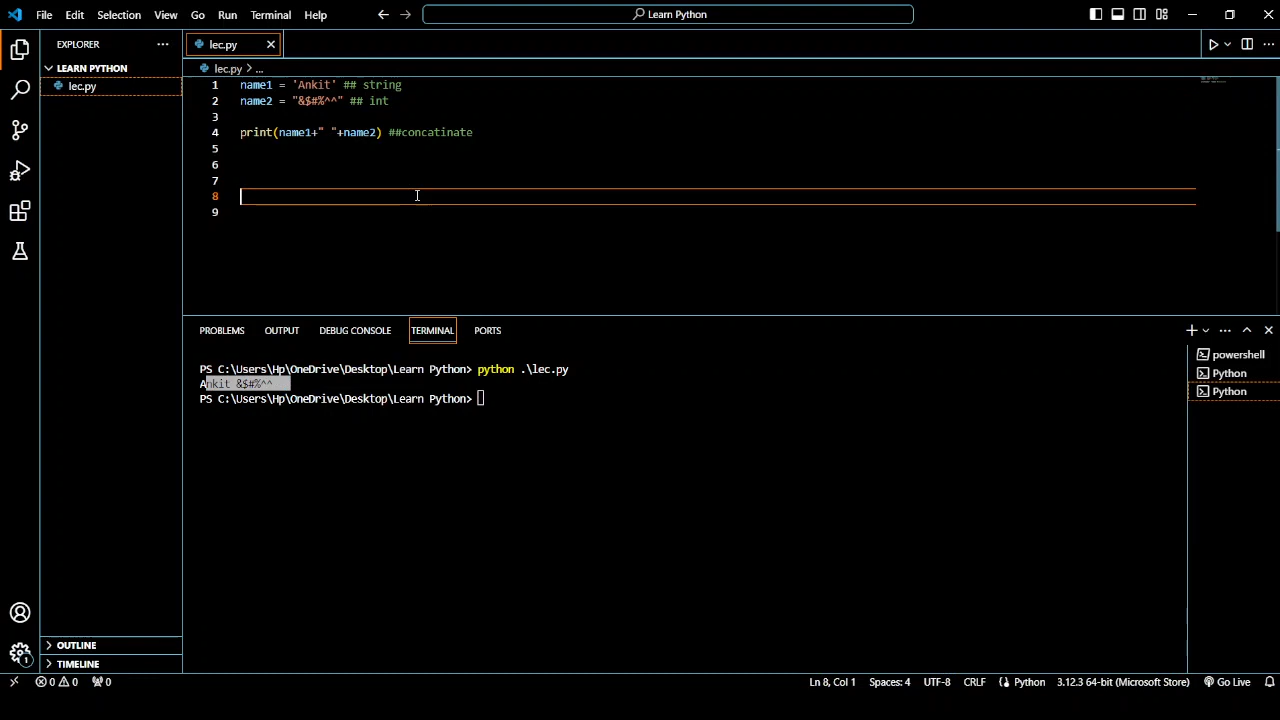 File Edit Selection View Go Run Terminal Help Learn Python
EXPLORER
LEARN PYTHON
lec.py
lec.py
lec.py > ...
1 name1 = 'Ankit' ## string
2 name2 = "&$#%^^" ## int
3
4 print(name1+" "+name2) ##concatinate
5
6
7
8
9
PROBLEMS OUTPUT DEBUG CONSOLE TERMINAL PORTS
PS C:\Users\Hp\OneDrive\Desktop\Learn Python> python .\lec.py
Ankit &$#%^^
PS C:\Users\Hp\OneDrive\Desktop\Learn Python>
powershell
Python
Python
OUTLINE
TIMELINE
1
0 0 0 Ln 8, Col 1 Spaces: 4 UTF-8 CRLF Python 3.12.3 64-bit (Microsoft Store) Go Live